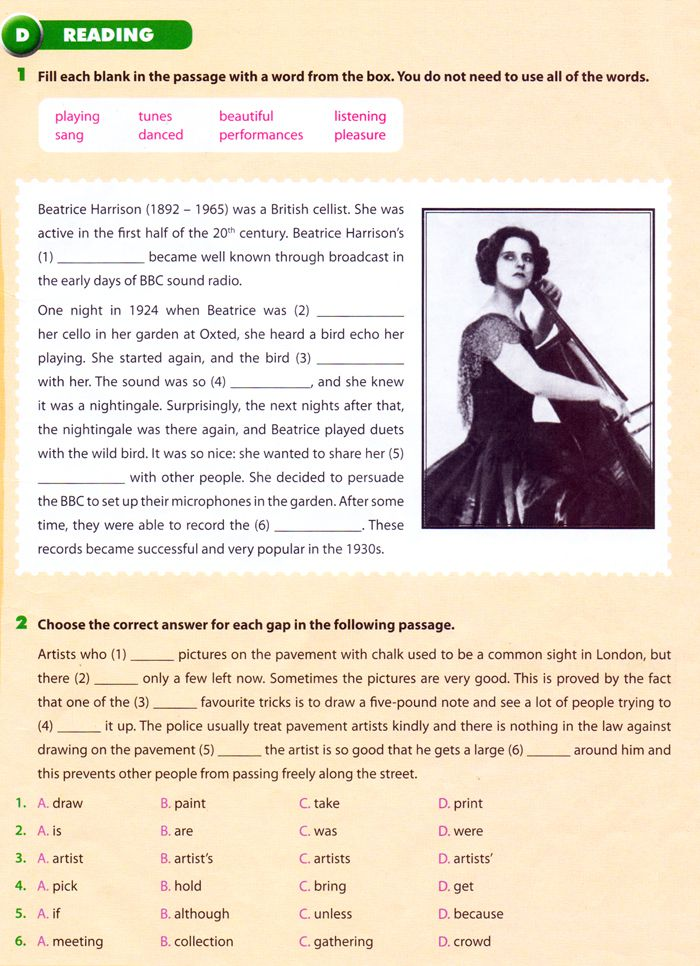 D READING
1 Fill each blank in the passage with a word from the box. You do not need to use all of the words.
playing tunes beautiful listening
sang danced performances pleasure
Beatrice Harrison (1892 – 1965) was a British cellist. She was
active in the first half of the 20th century. Beatrice Harrison's
(1) ____________ became well known through broadcast in
the early days of BBC sound radio.
One night in 1924 when Beatrice was (2) ____________
her cello in her garden at Oxted, she heard a bird echo her
playing. She started again, and the bird (3) ____________
with her. The sound was so (4) ___________, and she knew
it was a nightingale. Surprisingly, the next nights after that,
the nightingale was there again, and Beatrice played duets
with the wild bird. It was so nice: she wanted to share her (5)
____________ with other people. She decided to persuade
the BBC to set up their microphones in the garden. After some
time, they were able to record the (6) ____________. These
records became successful and very popular in the 1930s.
2 Choose the correct answer for each gap in the following passage.
Artists who (1) ______ pictures on the pavement with chalk used to be a common sight in London, but
there (2) ______ only a few left now. Sometimes the pictures are very good. This is proved by the fact
that one of the (3) ______ favourite tricks is to draw a five-pound note and see a lot of people trying to
(4) ______ it up. The police usually treat pavement artists kindly and there is nothing in the law against
drawing on the pavement (5) ______ the artist is so good that he gets a large (6) ______ around him and
this prevents other people from passing freely along the street.
1. A. draw B. paint C. take D. print
2. A. is B. are C. was D. were
3. A. artist B. artist's C. artists D. artists'
4. A. pick B. hold C. bring D. get
5. A. if B. although C. unless D. because
6. A. meeting B. collection C. gathering D. crowd